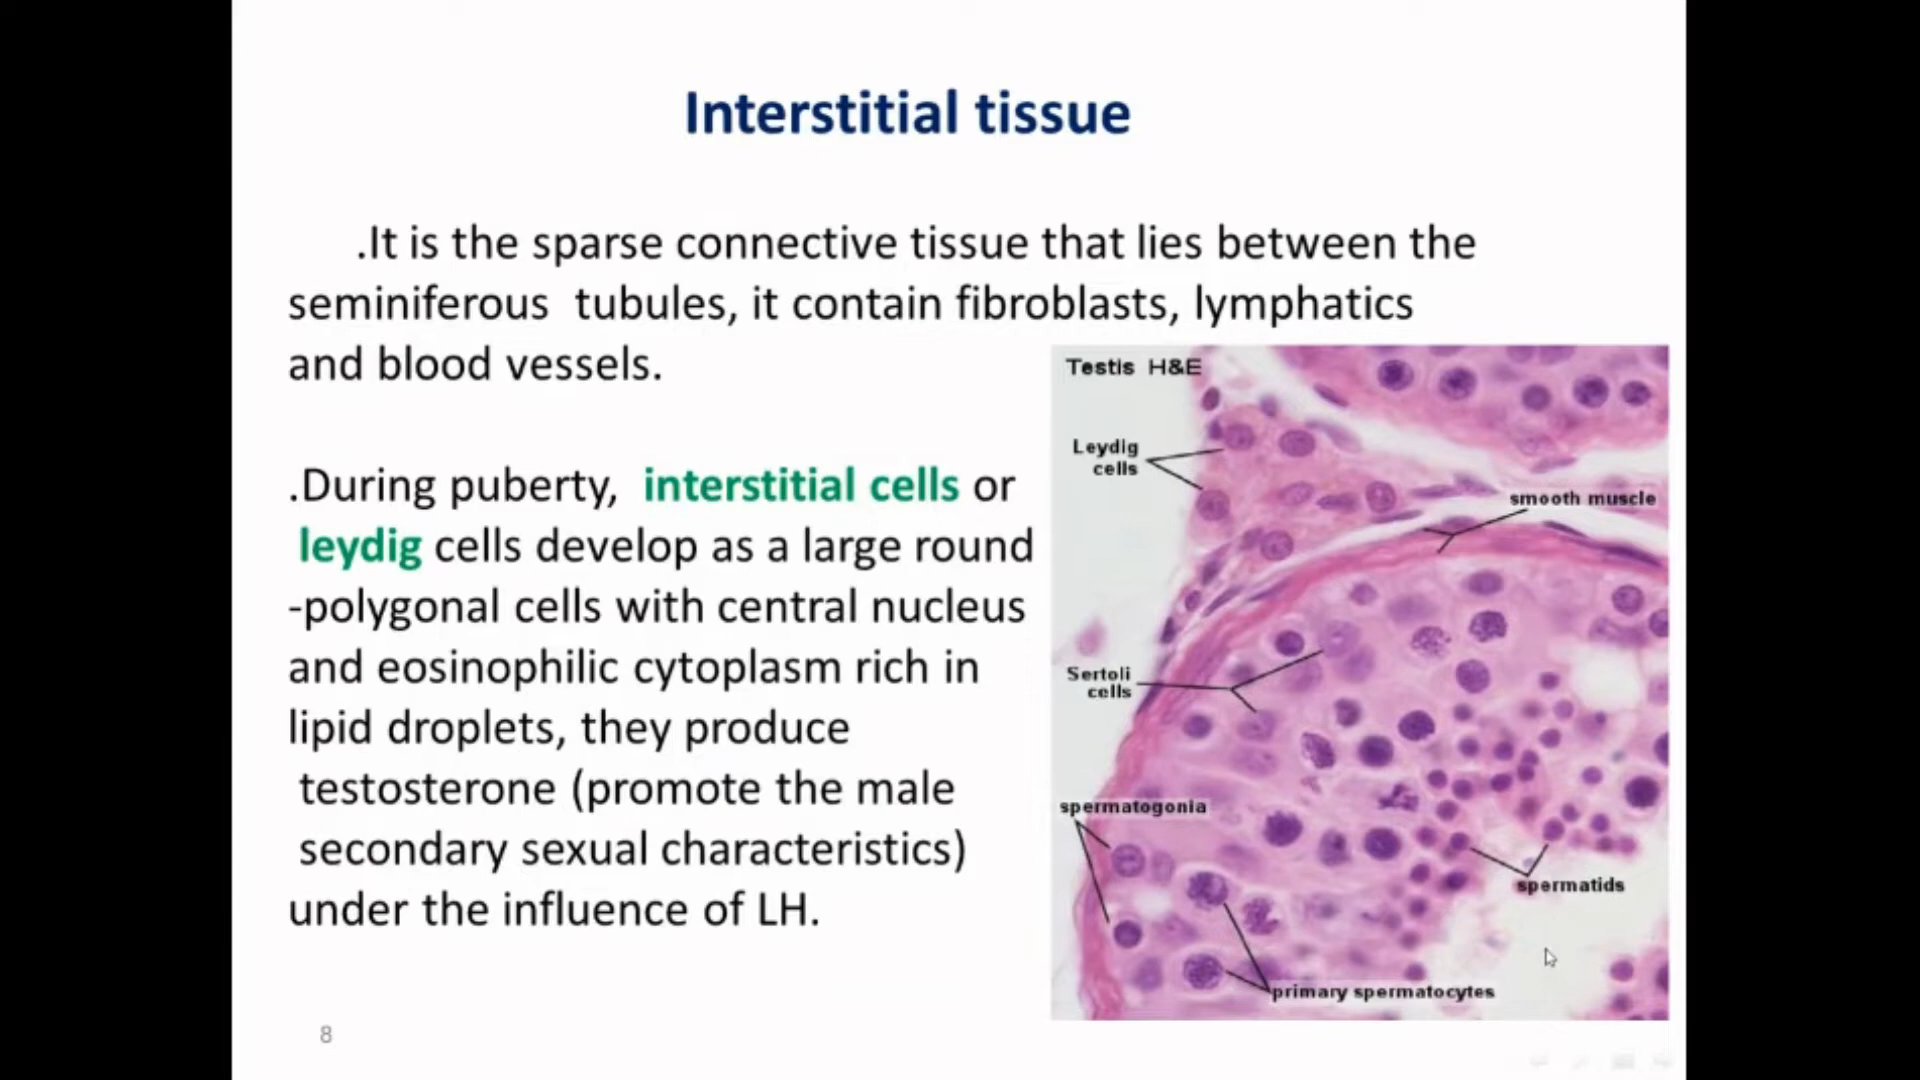 Interstitial tissue
.It is the sparse connective tissue that lies between the
seminiferous tubules, it contain fibroblasts, lymphatics
and blood vessels.
.During puberty, interstitial cells or
leydig cells develop as a large round
-polygonal cells with central nucleus
and eosinophilic cytoplasm rich in
lipid droplets, they produce
testosterone (promote the male
secondary sexual characteristics)
under the influence of LH.
Testis H&E
Leydig
cells
smooth muscle
Sertoli
cells
spermatogonia
spermatids
primary spermatocytes
8